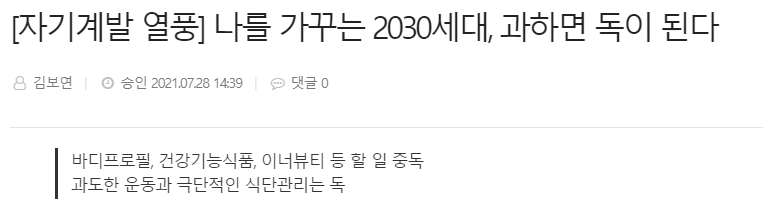 [자기계발 열풍] 나를 가꾸는 2030세대, 과하면 독이 된다
김보연 | 승인 2021.07.28 14:39 | 댓글 0
바디프로필, 건강기능식품, 이너뷰티 등 할 일 중독
과도한 운동과 극단적인 식단관리는 독